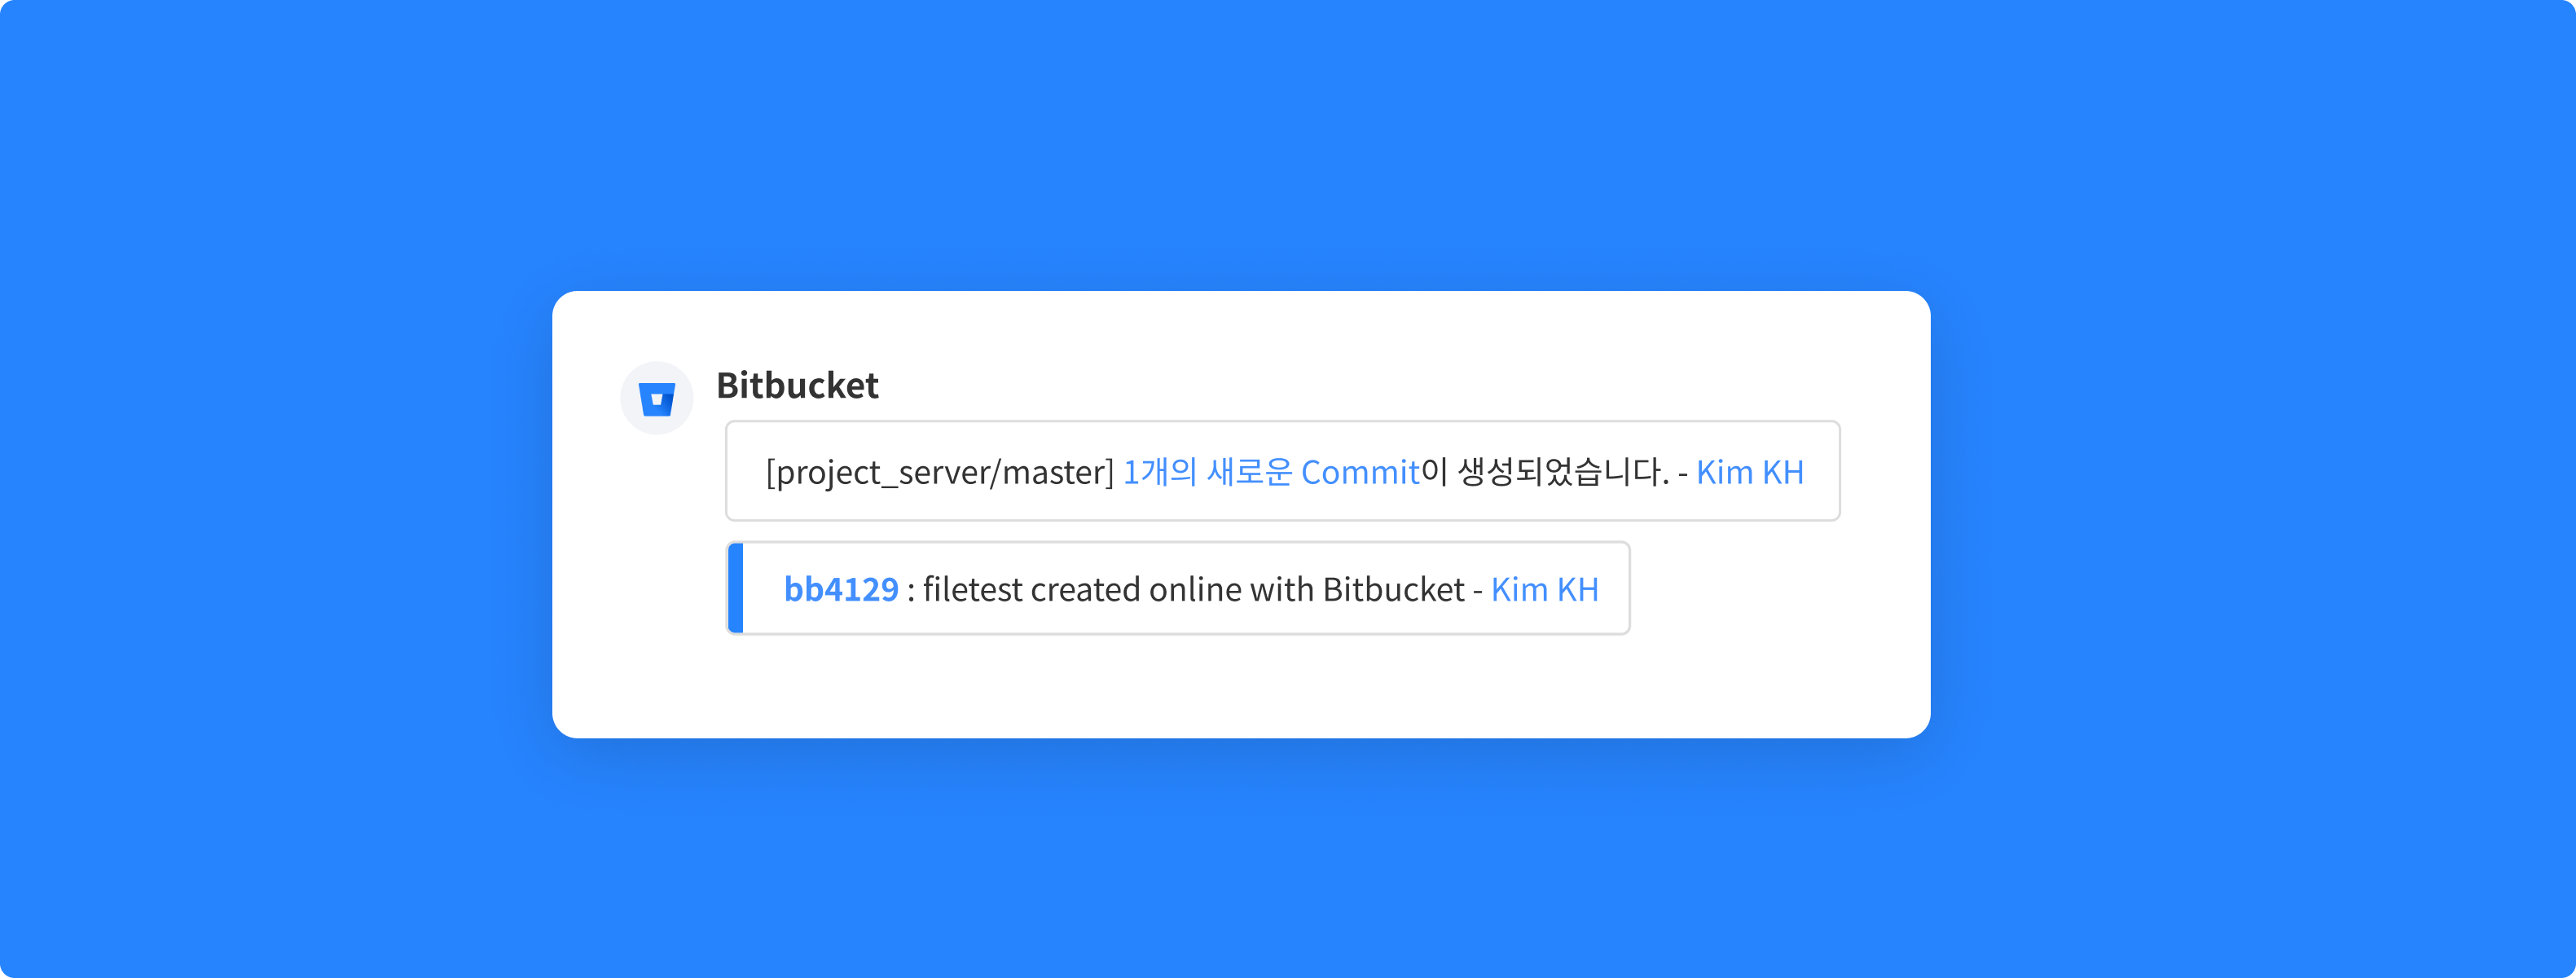 Bitbucket
[project_server/master] 1개의 새로운 Commit이 생성되었습니다. - Kim KH
bb4129 : filetest created online with Bitbucket - Kim KH